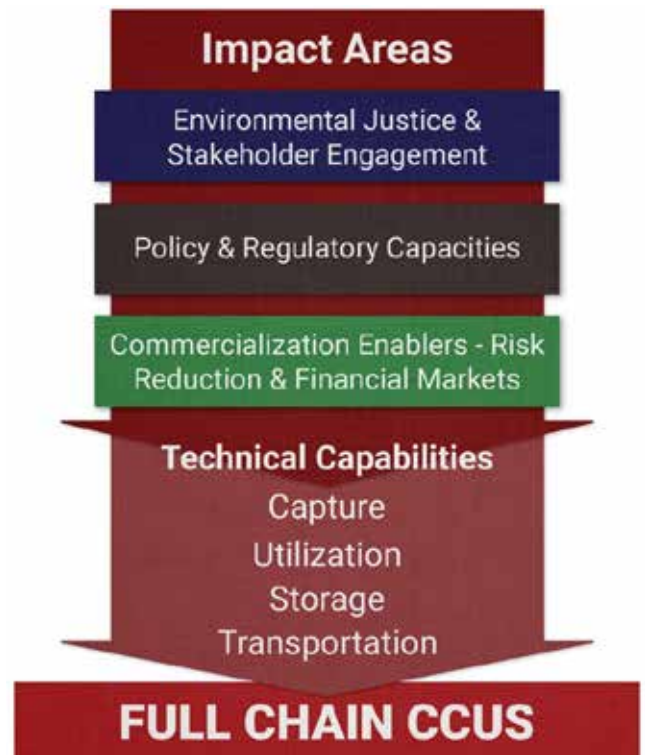 Impact Areas
Environmental Justice &
Stakeholder Engagement
Policy & Regulatory Capacities
Commercialization Enablers - Risk
Reduction & Financial Markets
Technical Capabilities
Capture
Utilization
Storage
Transportation
FULL CHAIN CCUS